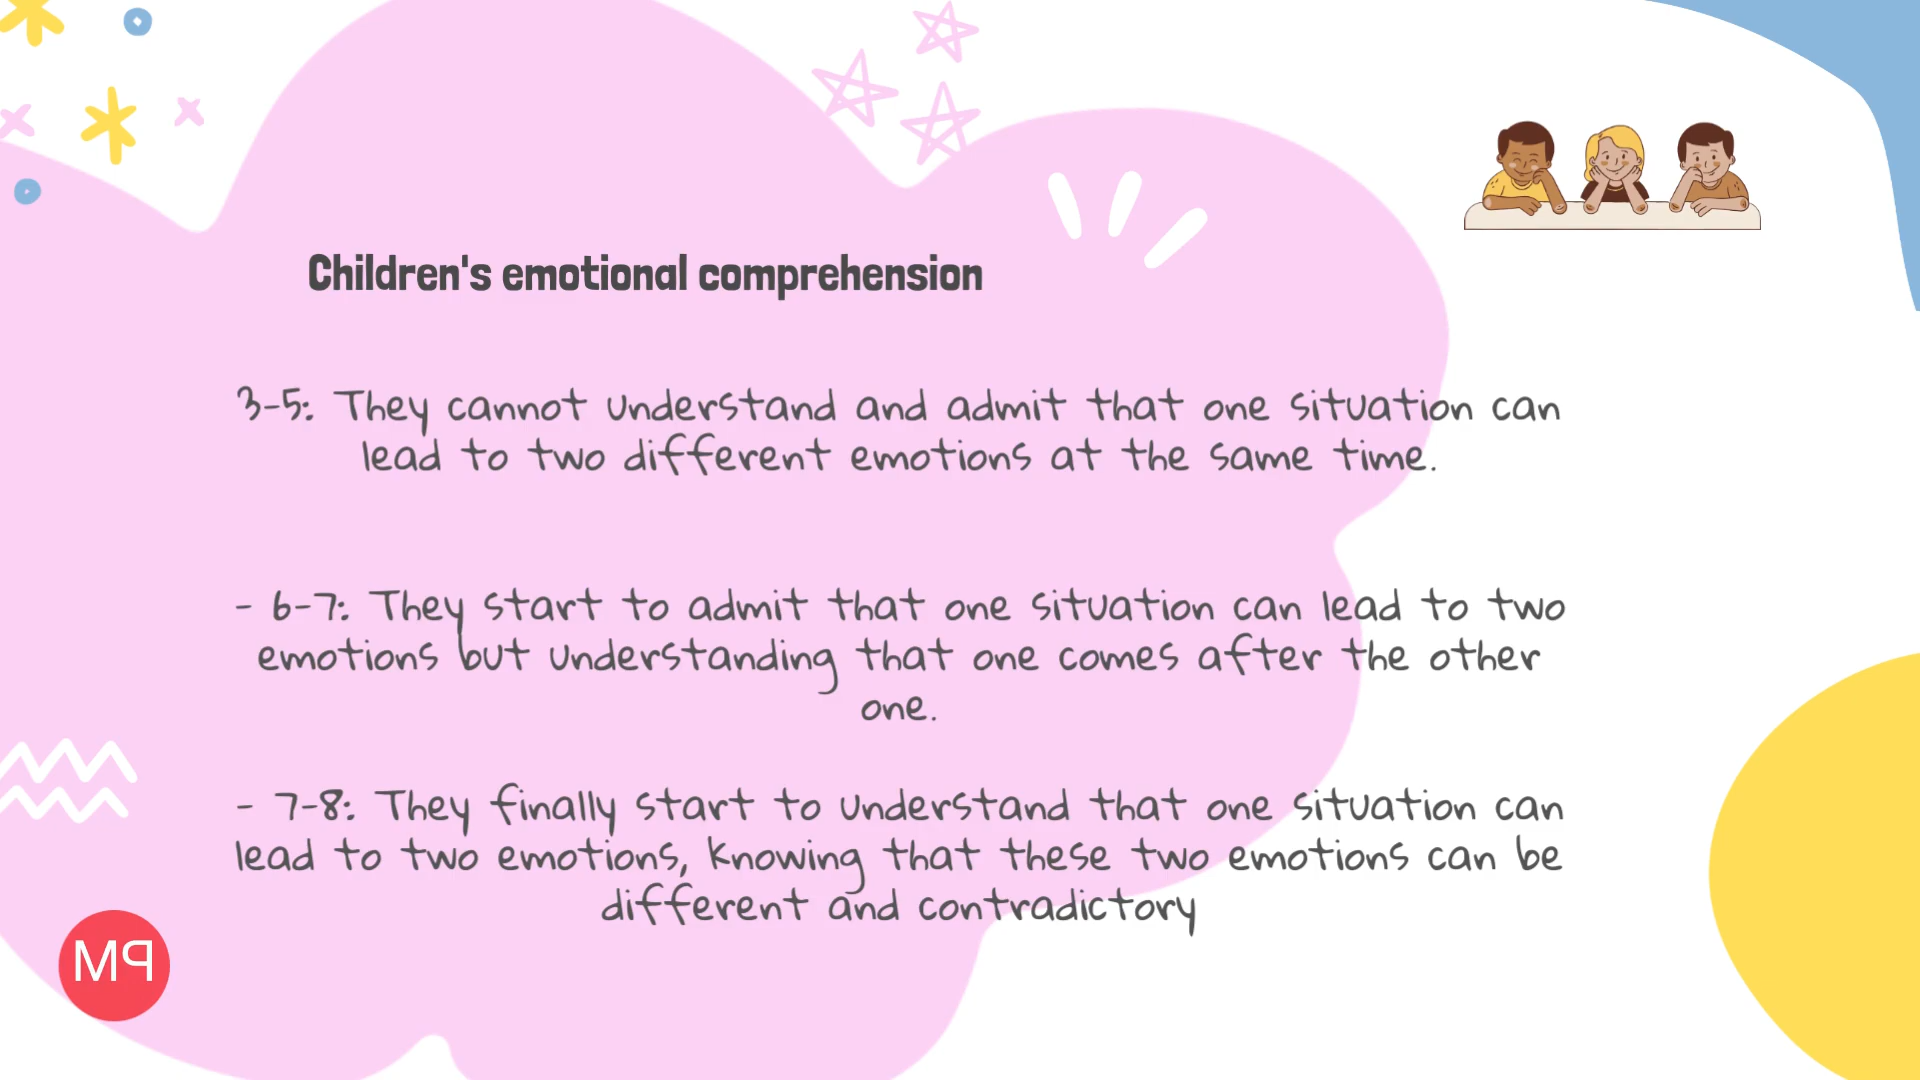 Children's emotional comprehension
3-5: They cannot understand and admit that one situation can
lead to two different emotions at the same time.
- 6-7: They start to admit that one situation can lead to two
emotions but understanding that one comes after the other
one.
- 7-8: They finally start to understand that one situation can
lead to two emotions, knowing that these two emotions can be
different and contradictory
MP